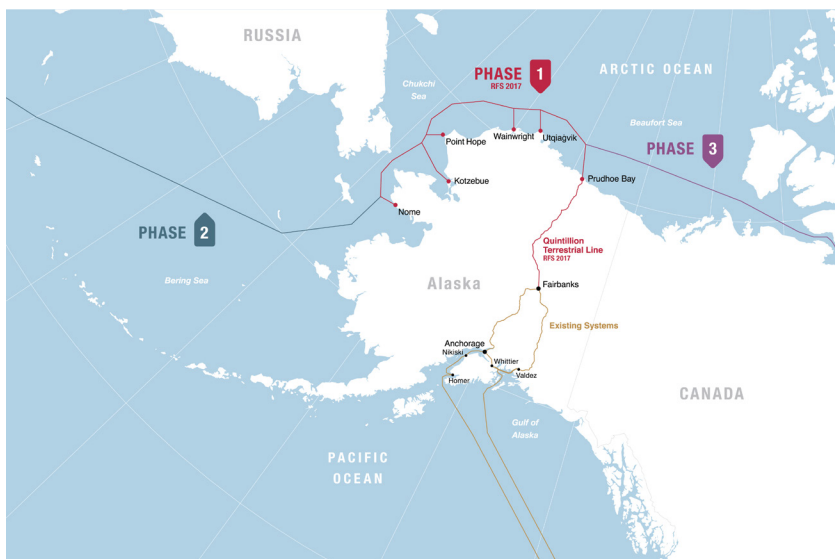 RUSSIA
Chukchi
Sea
PHASE 1
RFS 2017
ARCTIC OCEAN
Beaufort Sea
PHASE 3
Point Hope
Wainwright
Utqiaġvik
Kotzebue
Prudhoe Bay
Nome
PHASE 2
Quintillion
Terrestrial Line
RFS 2017
Bering Sea
Alaska
Fairbanks
Existing Systems
Anchorage
Nikiski
Whittier
Homer
Valdez
CANADA
Gulf of
Alaska
PACIFIC
OCEAN